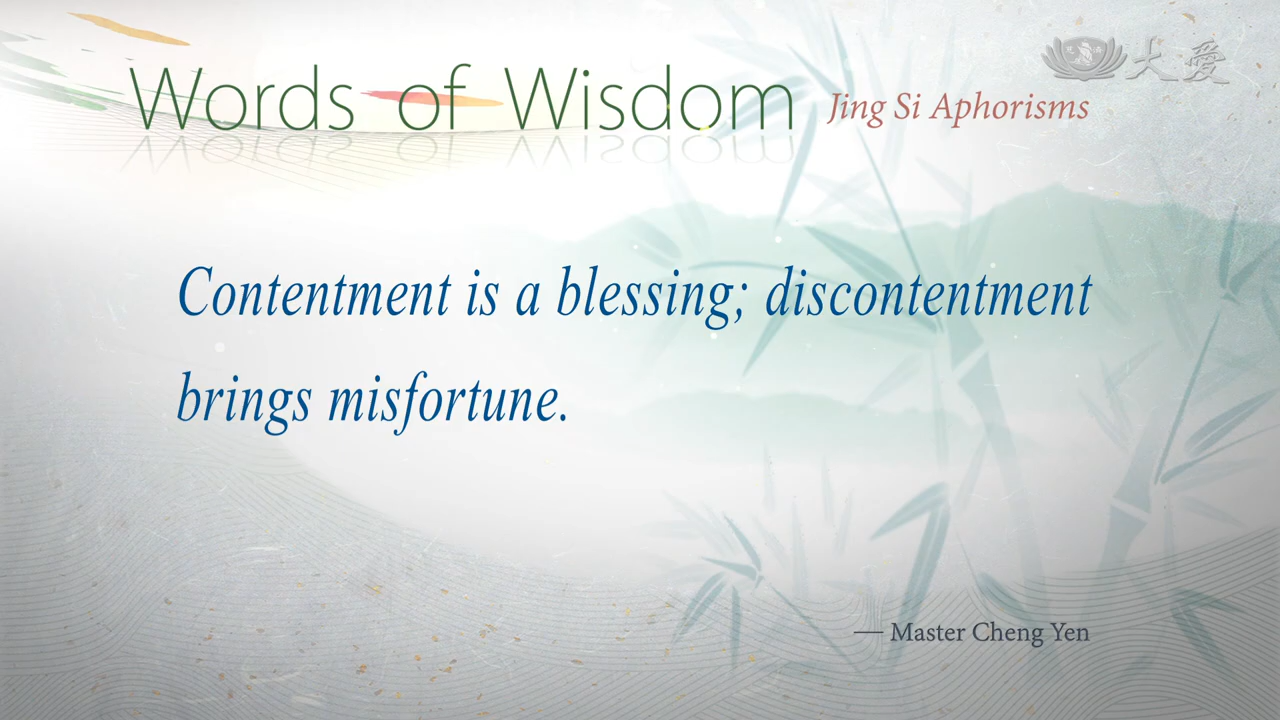 大愛
Words of Wisdom Jing Si Aphorisms
Contentment is a blessing; discontentment
brings misfortune.
— Master Cheng Yen